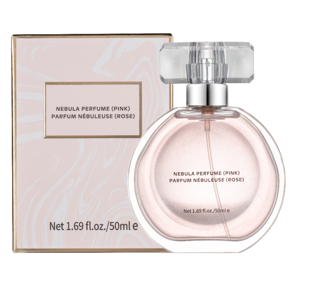 NEBULA PERFUME (PINK)
PARFUM NÉBULEUSE (ROSE)
Net 1.69 fl.oz./50ml e
NEBULA PERFUME (PINK)
PARFUM NÉBULEUSE (ROSE)
Net 1.69 fl.oz./50ml e